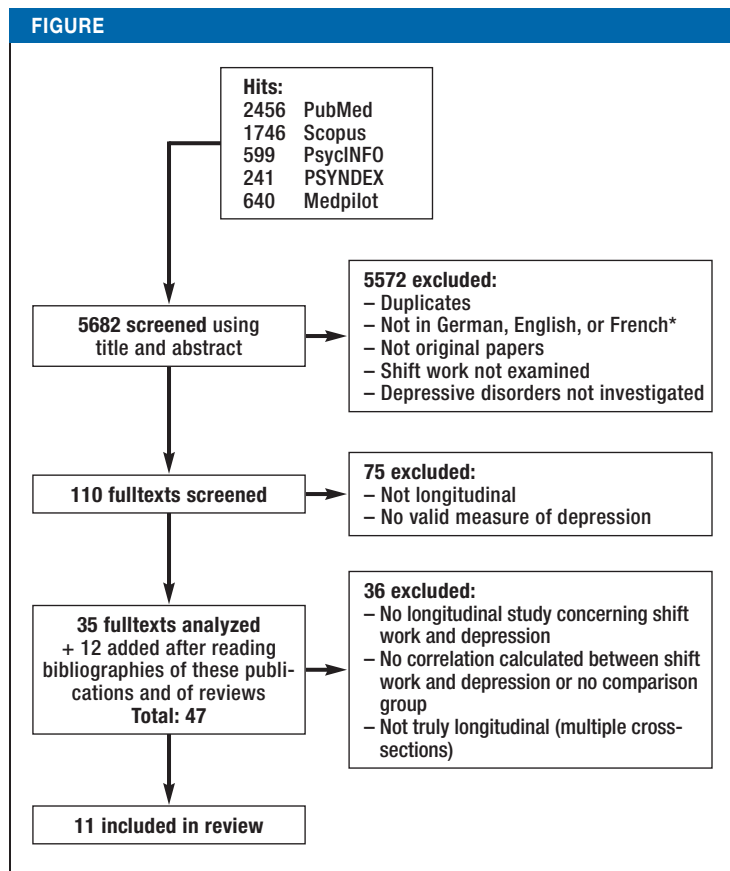 FIGURE
Hits:
2456 PubMed
1746 Scopus
599 PsycINFO
241 PSYNDEX
640 Medpilot
5682 screened using
title and abstract
5572 excluded:
– Duplicates
– Not in German, English, or French*
– Not original papers
– Shift work not examined
– Depressive disorders not investigated
110 fulltexts screened
75 excluded:
– Not longitudinal
– No valid measure of depression
35 fulltexts analyzed
+ 12 added after reading
bibliographies of these publi-
cations and of reviews
Total: 47
36 excluded:
– No longitudinal study concerning shift
work and depression
– No correlation calculated between shift
work and depression or no comparison
group
– Not truly longitudinal (multiple cross-
sections)
11 included in review